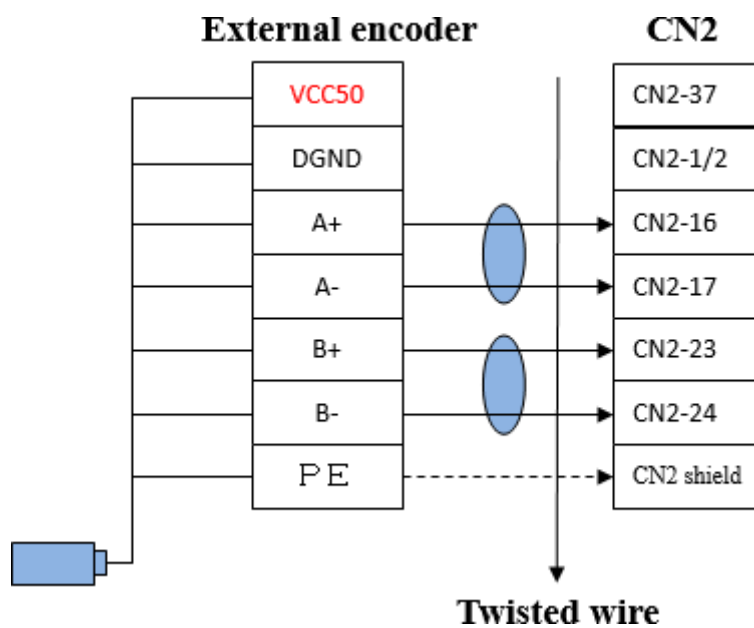 External encoder CN2
VCC50 CN2-37
DGND CN2-1/2
A+ CN2-16
A- CN2-17
B+ CN2-23
B- CN2-24
PE CN2 shield
Twisted wire